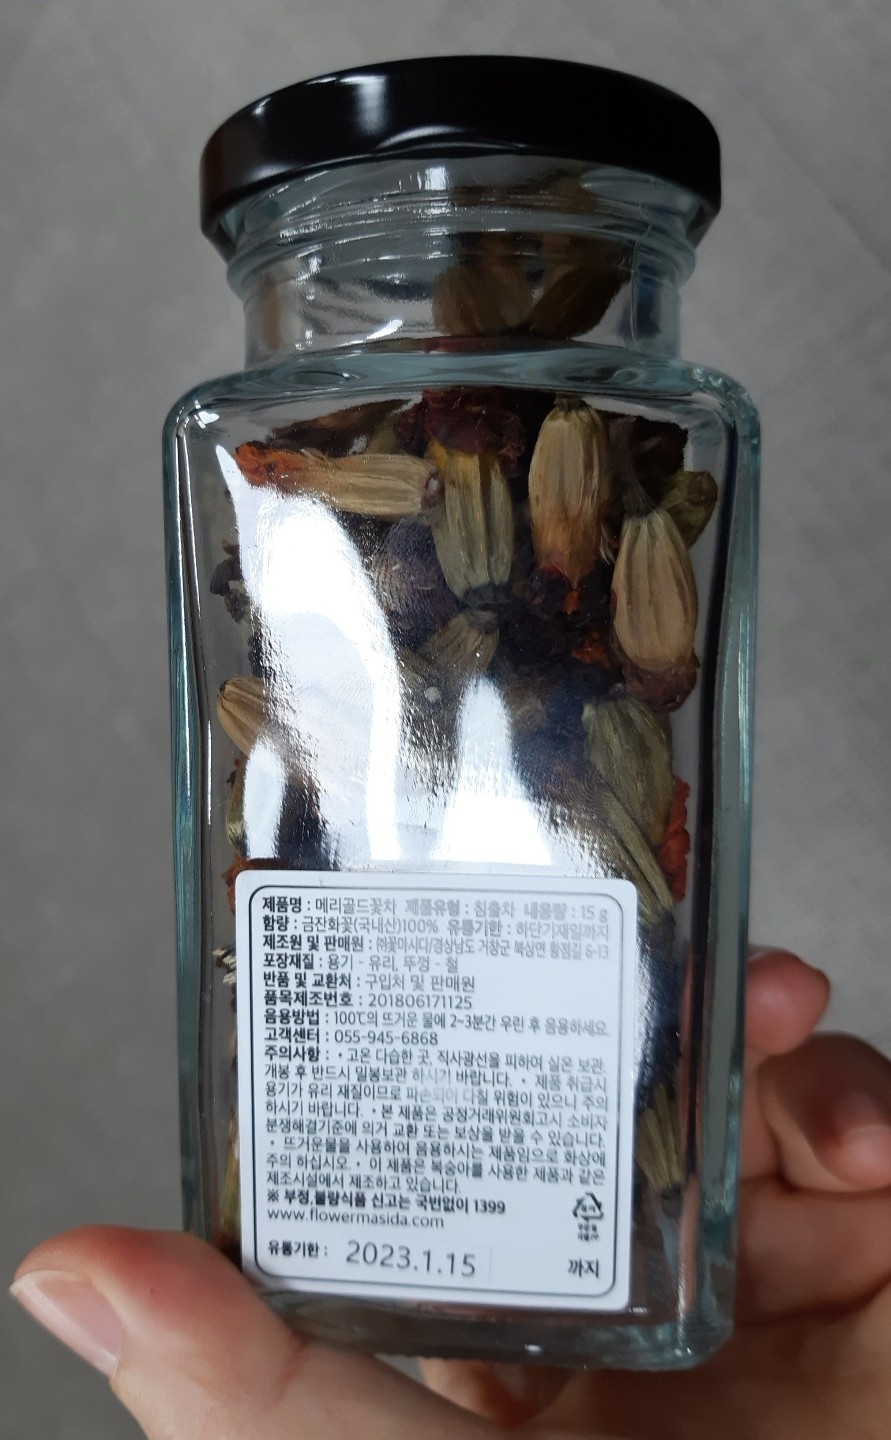 제품명 : 메리골드꽃차 제품유형 : 침출차 내용량 : 15 g
함량 : 금잔화꽃(국내산)100% 유통기한 : 하단기재일까지
제조원 및 판매원 : ㈜꽃마시다/경상남도 거창군 북상면 황점길 6-13
포장재질 : 용기 - 유리, 뚜껑 - 철
반품 및 교환처 : 구입처 및 판매원
품목제조번호 : 201806171125
음용방법 : 100℃의 뜨거운 물에 2~3분간 우린 후 음용하세요.
고객센터 : 055-945-6868
주의사항 : • 고온 다습한 곳, 직사광선을 피하여 실온 보관.
개봉 후 반드시 밀봉보관 하시기 바랍니다. • 제품 취급시
용기가 유리 재질이므로 파손되어 다칠 위험이 있으니 주의
하시기 바랍니다. • 본 제품은 공정거래위원회고시 소비자
분쟁해결기준에 의거 교환 또는 보상을 받을 수 있습니다.
• 뜨거운물을 사용하여 음용하시는 제품임으로 화상에
주의 하십시오. • 이 제품은 복숭아를 사용한 제품과 같은
제조시설에서 제조하고 있습니다.
※ 부정,불량식품 신고는 국번없이 1399
www.flowermasida.com
유통기한 : 2023.1.15 까지